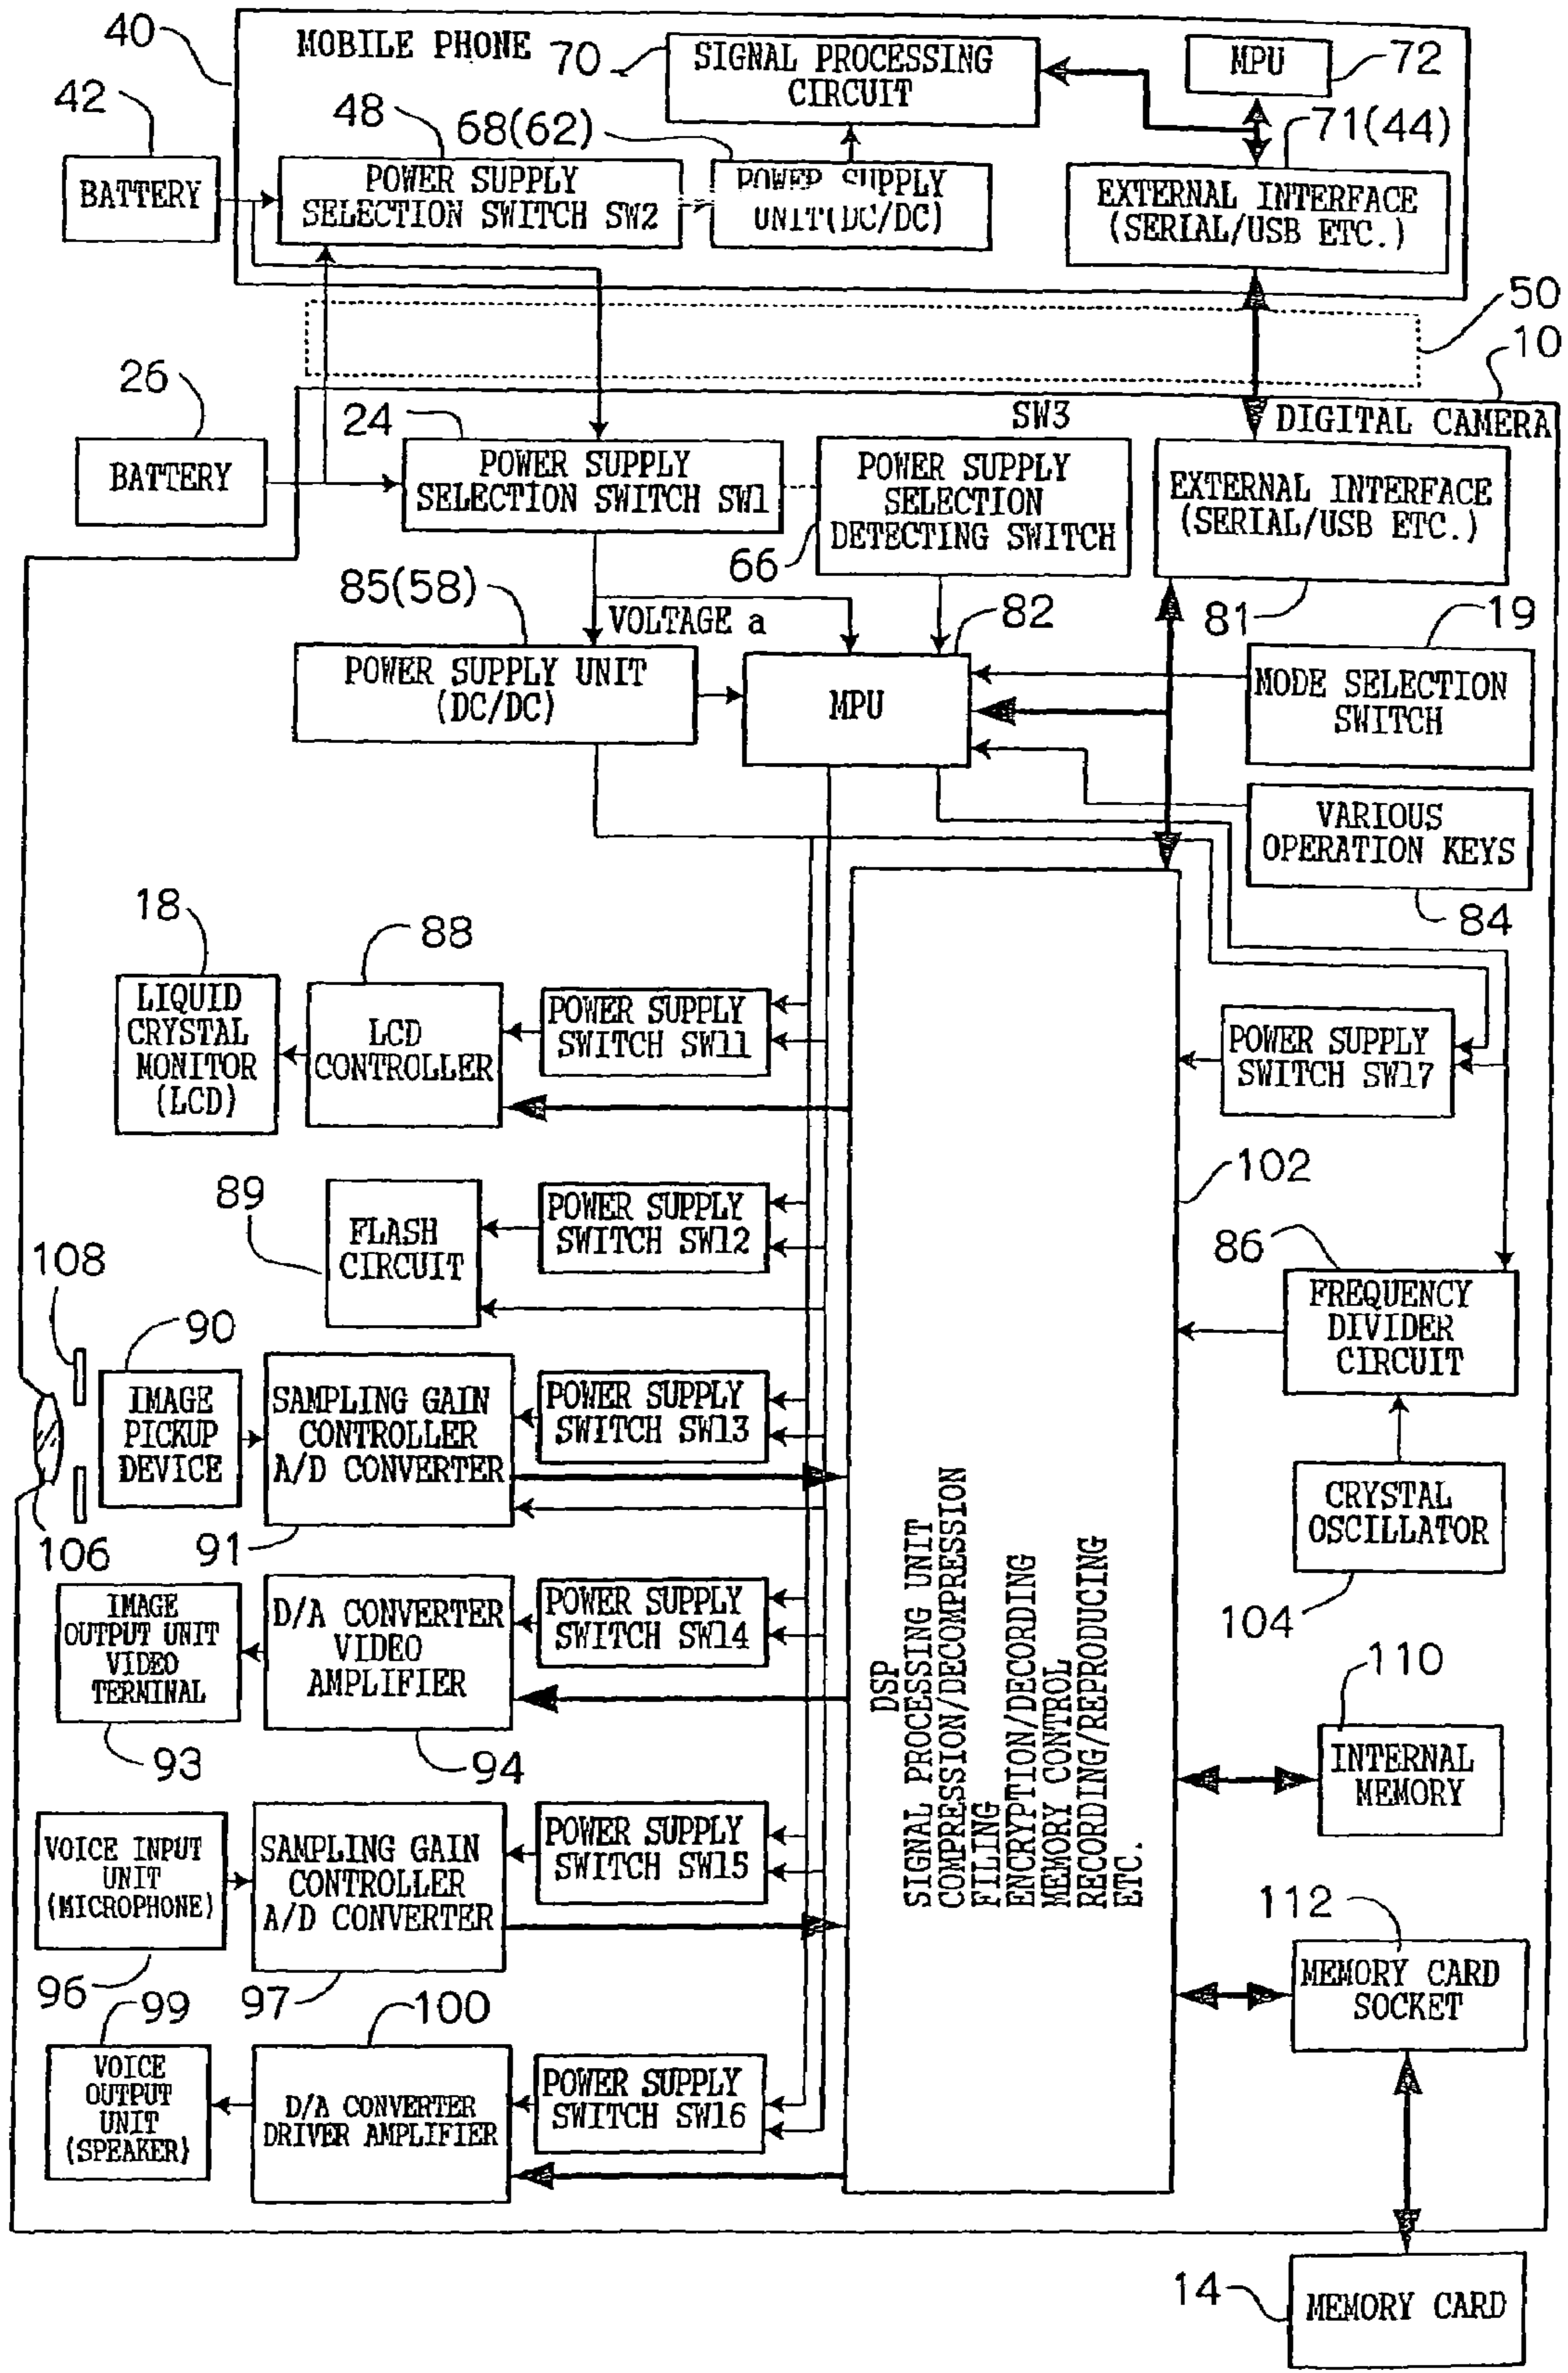 40
MOBILE PHONE
70
SIGNAL PROCESSING
CIRCUIT
MPU
72
42
48
68(62)
71(44)
BATTERY
POWER SUPPLY
SELECTION SWITCH SW2
POWER SUPPLY
UNIT(DC/DC)
EXTERNAL INTERFACE
(SERIAL/USB ETC.)
50
10
26
24
SW3
DIGITAL CAMERA
BATTERY
POWER SUPPLY
SELECTION SWITCH SW1
POWER SUPPLY
SELECTION
DETECTING SWITCH
66
EXTERNAL INTERFACE
(SERIAL/USB ETC.)
81
85(58)
VOLTAGE a
82
19
POWER SUPPLY UNIT
(DC/DC)
MPU
MODE SELECTION
SWITCH
VARIOUS
OPERATION KEYS
84
18
88
LIQUID
CRYSTAL
MONITOR
(LCD)
LCD
CONTROLLER
POWER SUPPLY
SWITCH SW11
POWER SUPPLY
SWITCH SW17
102
89
FLASH
CIRCUIT
POWER SUPPLY
SWITCH SW12
86
FREQUENCY
DIVIDER
CIRCUIT
108
90
IMAGE
PICKUP
DEVICE
SAMPLING GAIN
CONTROLLER
A/D CONVERTER
POWER SUPPLY
SWITCH SW13
106
91
CRYSTAL
OSCILLATOR
104
IMAGE
OUTPUT UNIT
VIDEO
TERMINAL
D/A CONVERTER
VIDEO
AMPLIFIER
POWER SUPPLY
SWITCH SW14
93
94
DSP
SIGNAL PROCESSING UNIT
COMPRESSION/DECOMPRESSION
FILING
ENCRYPTION/DECORDING
MEMORY CONTROL
RECORDING/REPRODUCING
ETC.
110
INTERNAL
MEMORY
VOICE INPUT
UNIT
(MICROPHONE)
SAMPLING GAIN
CONTROLLER
A/D CONVERTER
POWER SUPPLY
SWITCH SW15
96
97
112
MEMORY CARD
SOCKET
99
100
VOICE
OUTPUT
UNIT
(SPEAKER)
D/A CONVERTER
DRIVER AMPLIFIER
POWER SUPPLY
SWITCH SW16
14
MEMORY CARD